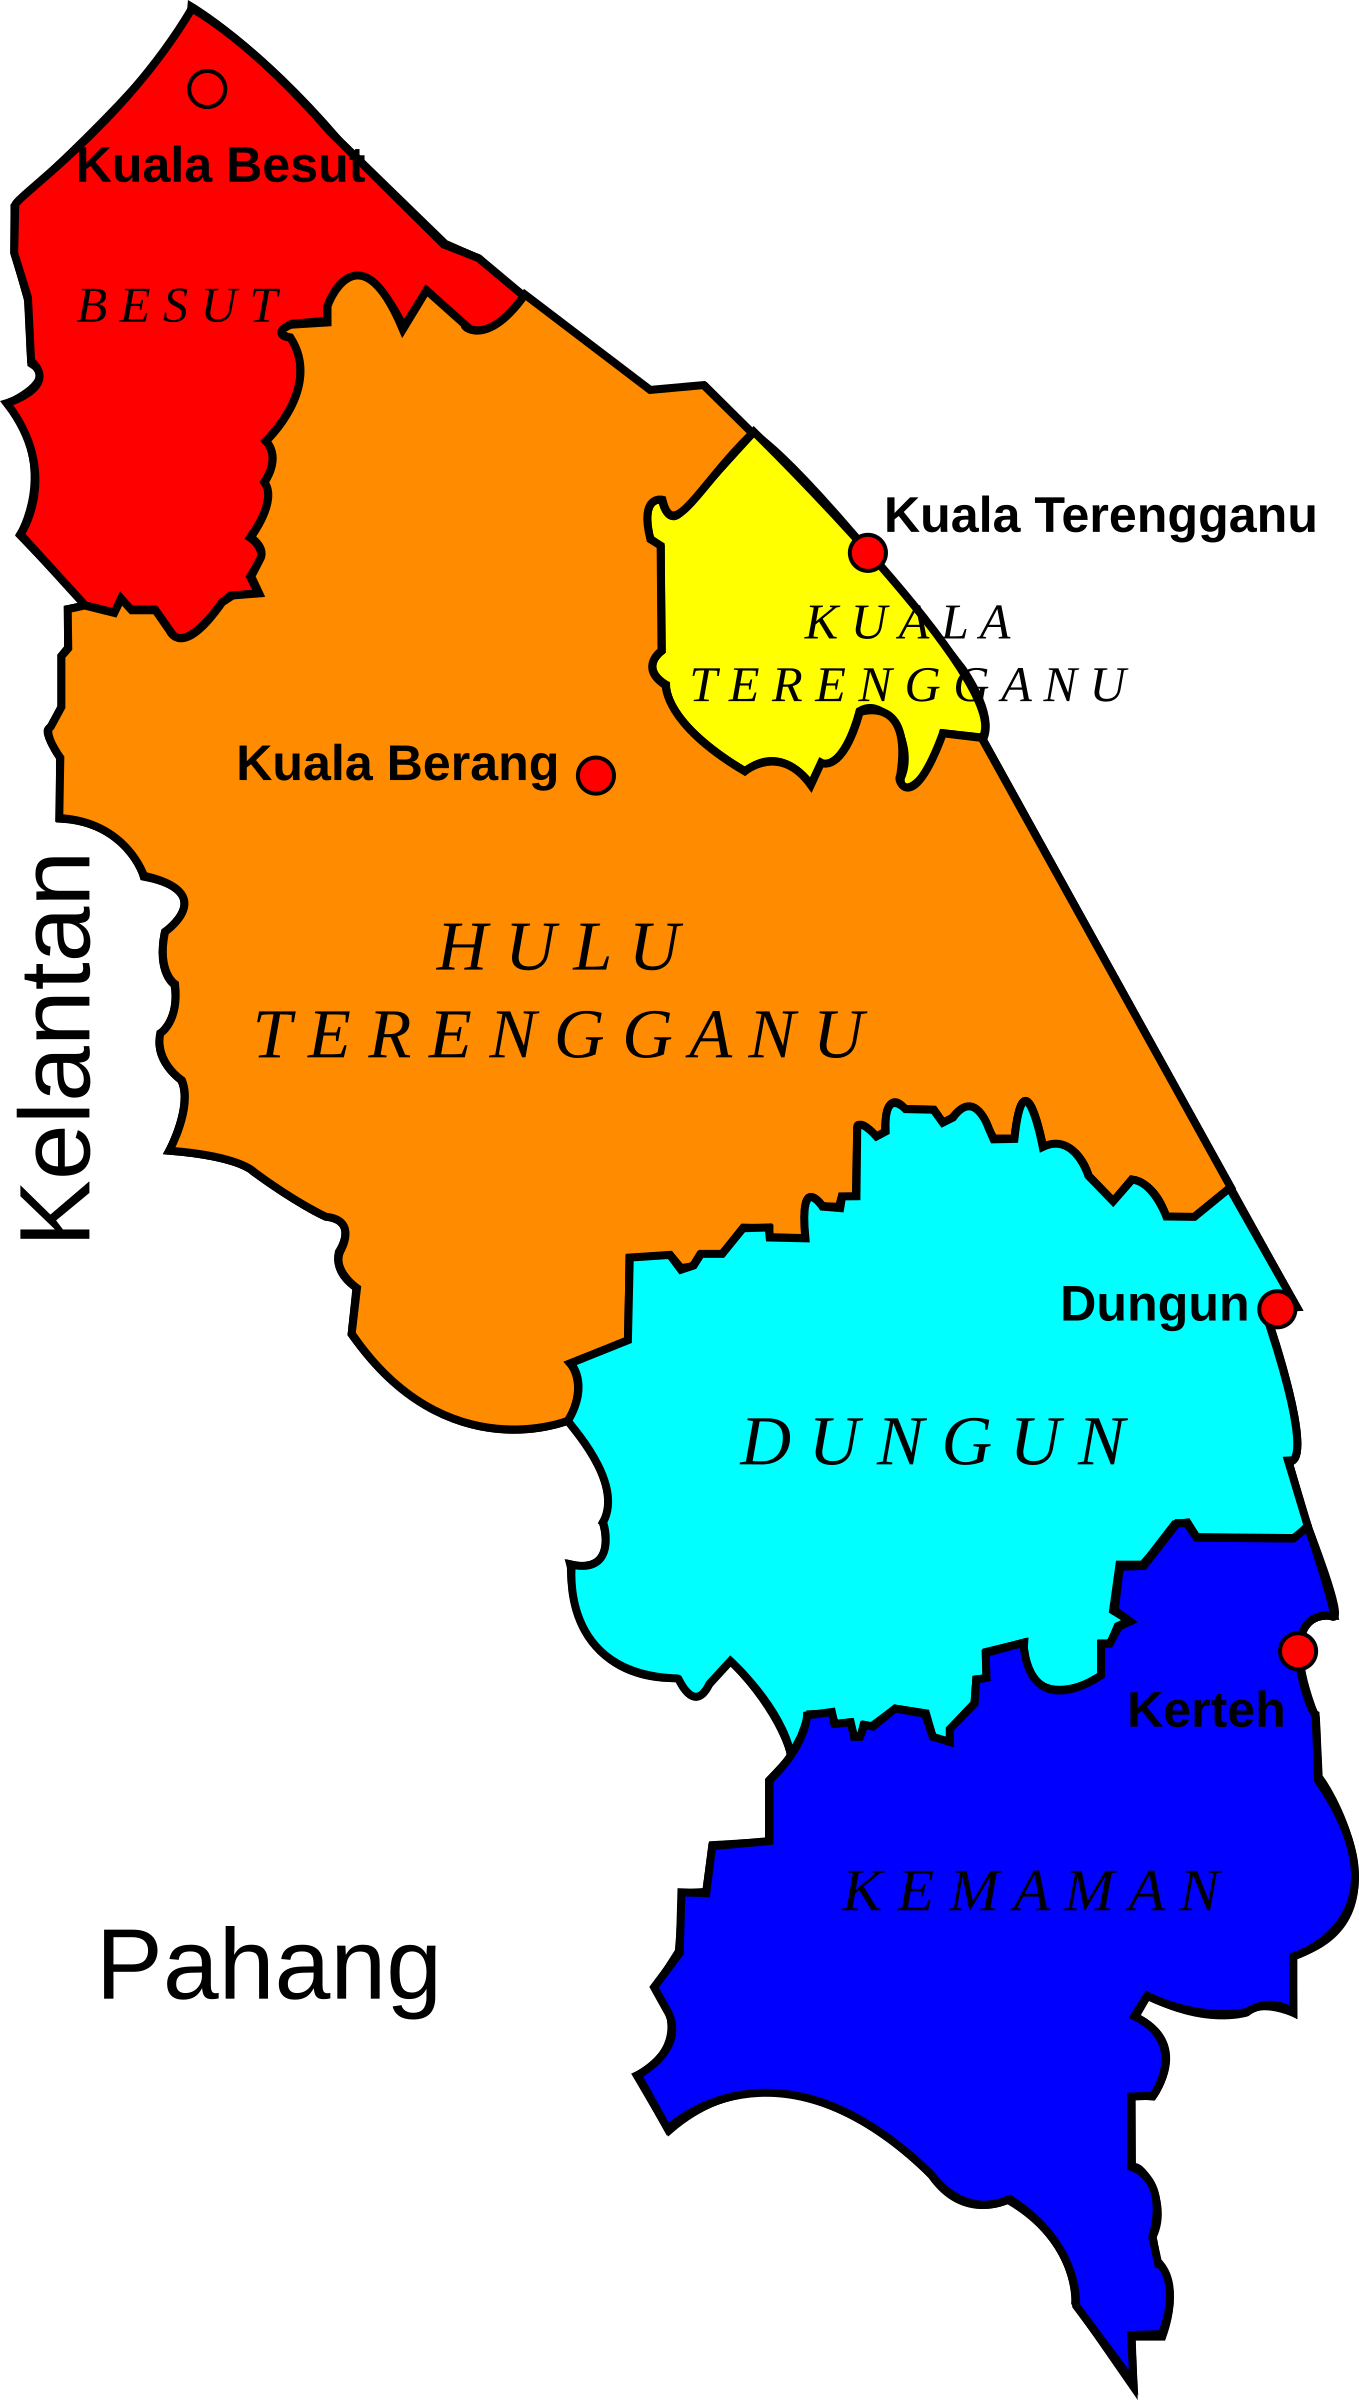 Kuala Besut
BESUT
Kuala Terengganu
KUALA
TERENGGANU
Kuala Berang
Kelantan
HULU
TERENGGANU
Dungun
DUNGUN
Kerteh
KEMAMAN
Pahang